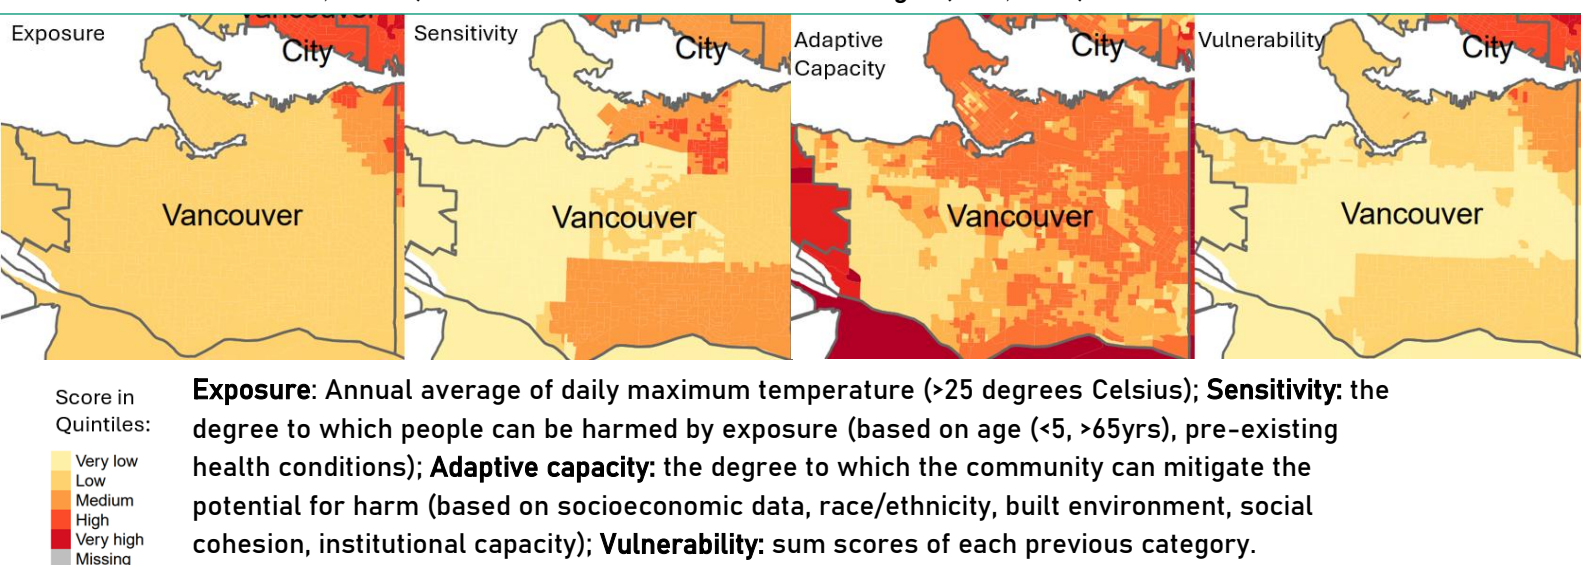 Vancouver
Exposure
City
Vancouver
Sensitivity
City
Vancouver
Adaptive
Capacity
City
Vancouver
Vulnerability
City
Vancouver
Score in
Quintiles:
Very low
Low
Medium
High
Very high
Missing
Exposure: Annual average of daily maximum temperature (>25 degrees Celsius); Sensitivity: the
degree to which people can be harmed by exposure (based on age (<5, >65yrs), pre-existing
health conditions); Adaptive capacity: the degree to which the community can mitigate the
potential for harm (based on socioeconomic data, race/ethnicity, built environment, social
cohesion, institutional capacity); Vulnerability: sum scores of each previous category.